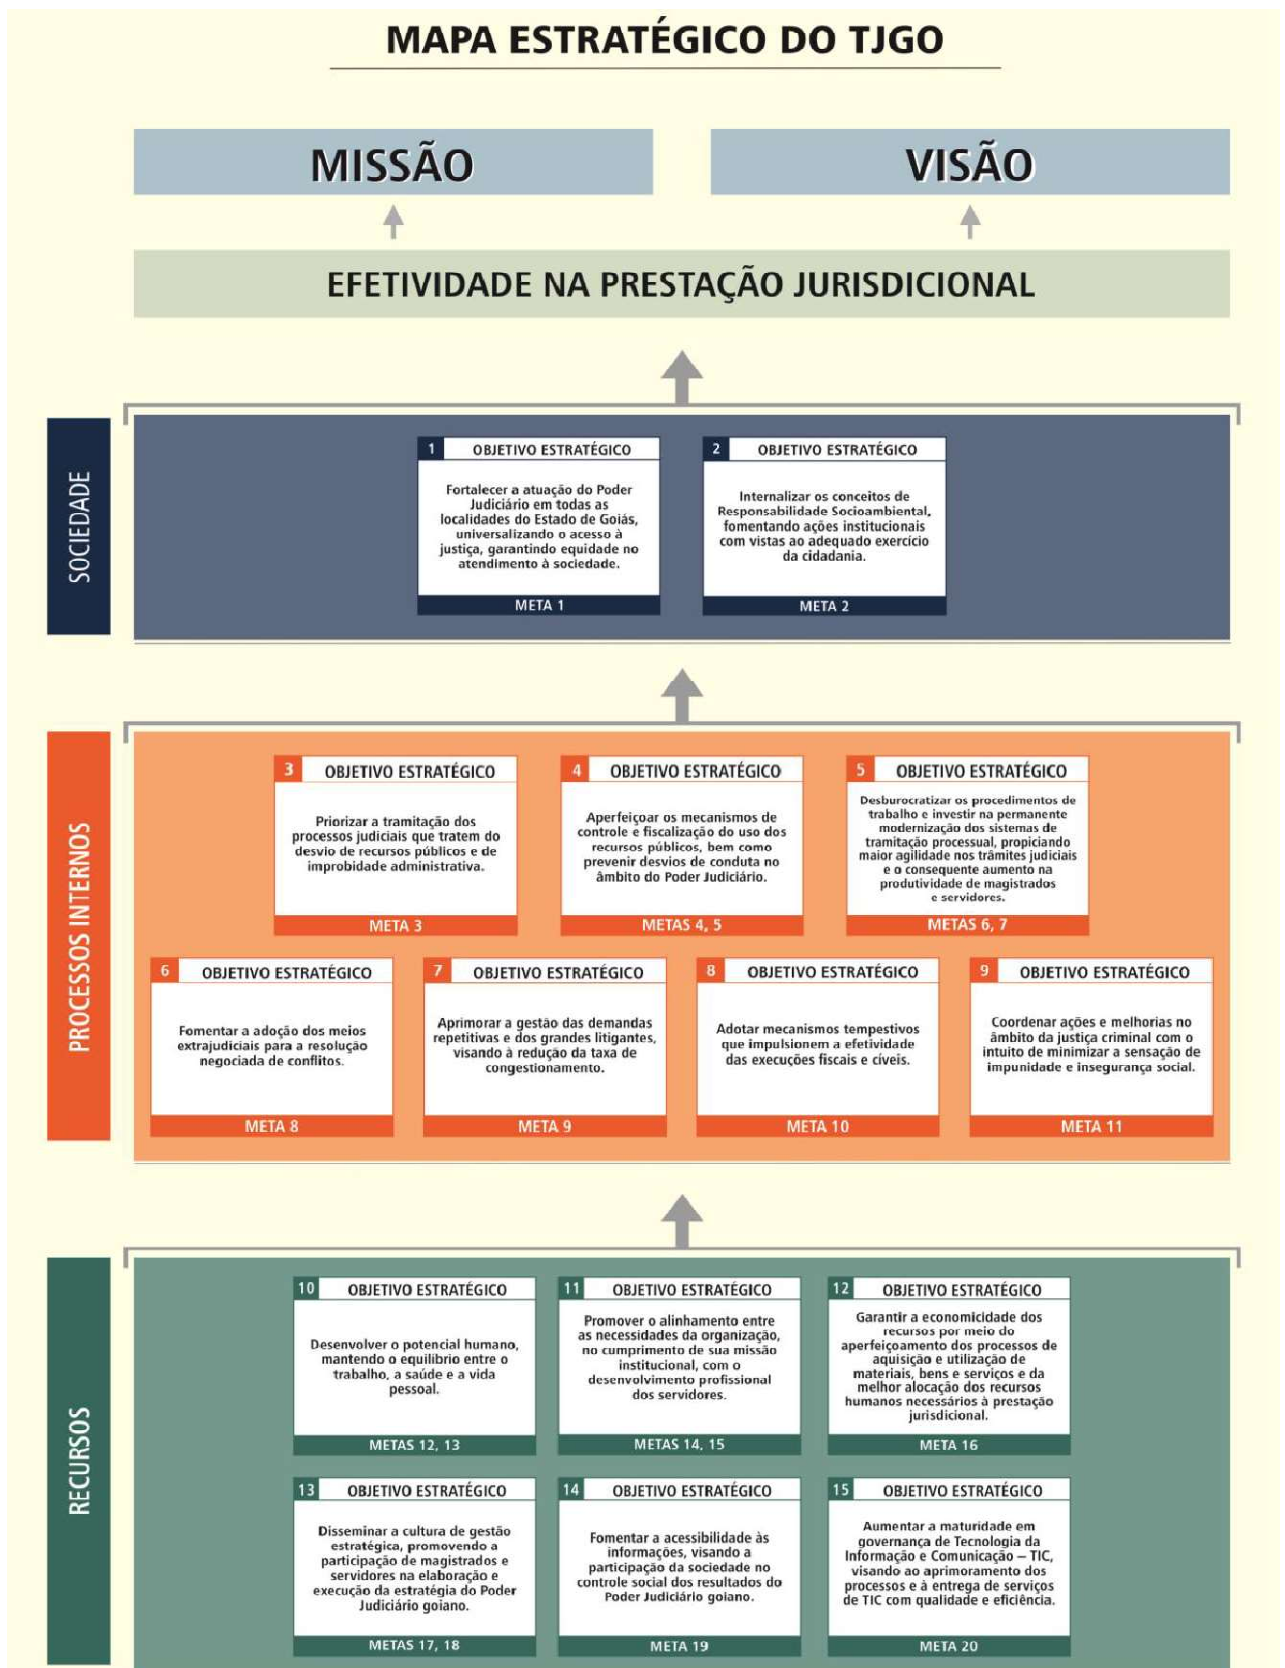 MAPA ESTRATÉGICO DO TJGO
MISSÃO
VISÃO
EFETIVIDADE NA PRESTAÇÃO JURISDICIONAL
SOCIEDADE
1 OBJETIVO ESTRATÉGICO
Fortalecer a atuação do Poder
Judiciário em todas as
localidades do Estado de Goiás,
universalizando o acesso à
justiça, garantindo equidade no
atendimento à sociedade.
META 1
2 OBJETIVO ESTRATÉGICO
Internalizar os conceitos de
Responsabilidade Socioambiental,
fomentando ações institucionais
com vistas ao adequado exercício
da cidadania.
META 2
PROCESSOS INTERNOS
3 OBJETIVO ESTRATÉGICO
Priorizar a tramitação dos
processos judiciais que tratem do
desvio de recursos públicos e de
improbidade administrativa.
META 3
4 OBJETIVO ESTRATÉGICO
Aperfeiçoar os mecanismos de
controle e fiscalização do uso dos
recursos públicos, bem como
prevenir desvios de conduta no
âmbito do Poder Judiciário.
METAS 4, 5
5 OBJETIVO ESTRATÉGICO
Desburocratizar os procedimentos de
trabalho e investir na permanente
modernização dos sistemas de
tramitação processual, propiciando
maior agilidade nos trâmites judiciais
e o consequente aumento na
produtividade de magistrados
e servidores.
METAS 6, 7
6 OBJETIVO ESTRATÉGICO
Fomentar a adoção dos meios
extrajudiciais para a resolução
negociada de conflitos.
META 8
7 OBJETIVO ESTRATÉGICO
Aprimorar a gestão das demandas
repetitivas e dos grandes litigantes,
visando à redução da taxa de
congestionamento.
META 9
8 OBJETIVO ESTRATÉGICO
Adotar mecanismos tempestivos
que impulsionem a efetividade
das execuções fiscais e cíveis.
META 10
9 OBJETIVO ESTRATÉGICO
Coordenar ações e melhorias no
âmbito da justiça criminal com o
intuito de minimizar a sensação de
impunidade e insegurança social.
META 11
RECURSOS
10 OBJETIVO ESTRATÉGICO
Desenvolver o potencial humano,
mantendo o equilíbrio entre o
trabalho, a saúde e a vida
pessoal.
METAS 12, 13
11 OBJETIVO ESTRATÉGICO
Promover o alinhamento entre
as necessidades da organização,
no cumprimento de sua missão
institucional, com o
desenvolvimento profissional
dos servidores.
METAS 14, 15
12 OBJETIVO ESTRATÉGICO
Garantir a economicidade dos
recursos por meio do
aperfeiçoamento dos processos de
aquisição e utilização de
materiais, bens e serviços e da
melhor alocação dos recursos
humanos necessários à prestação
jurisdicional.
META 16
13 OBJETIVO ESTRATÉGICO
Disseminar a cultura de gestão
estratégica, promovendo a
participação de magistrados e
servidores na elaboração e
execução da estratégia do Poder
Judiciário goiano.
METAS 17, 18
14 OBJETIVO ESTRATÉGICO
Fomentar a acessibilidade às
informações, visando a
participação da sociedade no
controle social dos resultados do
Poder Judiciário goiano.
META 19
15 OBJETIVO ESTRATÉGICO
Aumentar a maturidade em
governança de Tecnologia da
Informação e Comunicação – TIC,
visando ao aprimoramento dos
processos e à entrega de serviços
de TIC com qualidade e eficiência.
META 20